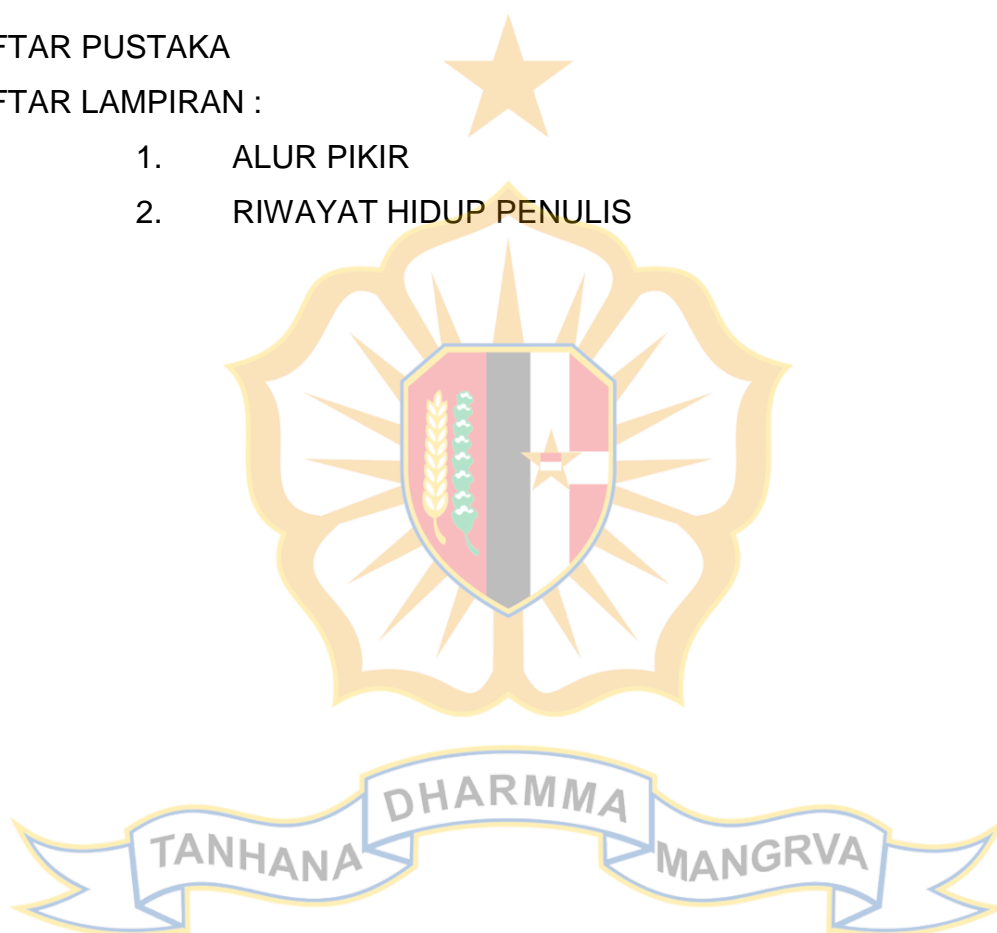 FTAR PUSTAKA
FTAR LAMPIRAN :
1. ALUR PIKIR
2. RIWAYAT HIDUP PENULIS
TANHANA DHARMMA MANGRVA